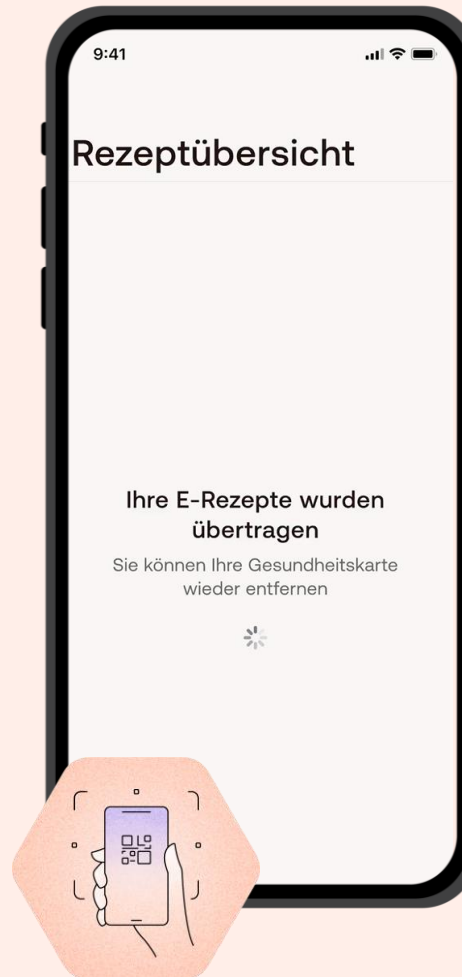 9:41
Rezeptübersicht
Ihre E-Rezepte wurden
übertragen
Sie können Ihre Gesundheitskarte
wieder entfernen